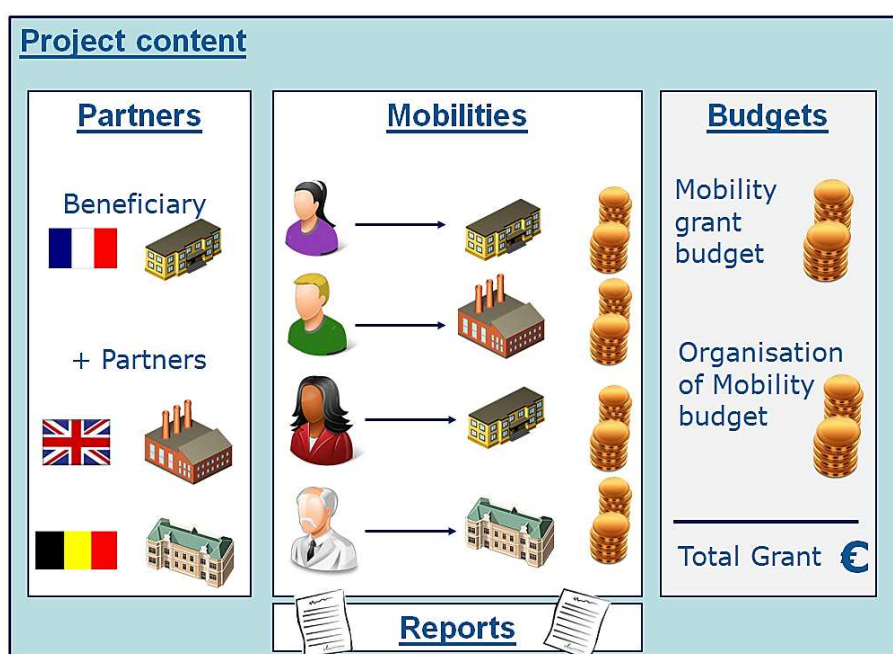 Project content
Partners
Beneficiary
+ Partners
Mobilities
Budgets
Mobility
grant
budget
Organisation
of Mobility
budget
Total Grant €
Reports